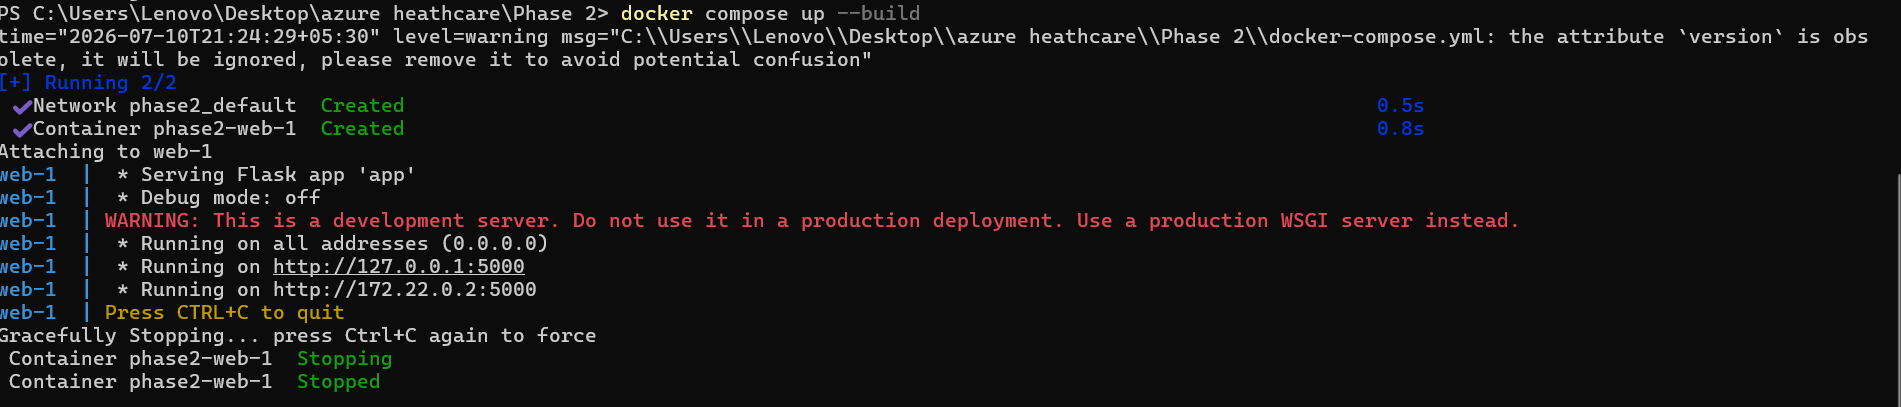 PS C:\Users\Lenovo\Desktop\azure heathcare\Phase 2> docker compose up --build
time="2026-07-10T21:24:29+05:30" level=warning msg="C:\\Users\\Lenovo\\Desktop\\azure heathcare\\Phase 2\\docker-compose.yml: the attribute `version` is obs
olete, it will be ignored, please remove it to avoid potential confusion"
[+] Running 2/2
✔Network phase2_default  Created 0.5s
✔Container phase2-web-1  Created 0.8s
Attaching to web-1
web-1  |  * Serving Flask app 'app'
web-1  |  * Debug mode: off
web-1  | WARNING: This is a development server. Do not use it in a production deployment. Use a production WSGI server instead.
web-1  |  * Running on all addresses (0.0.0.0)
web-1  |  * Running on http://127.0.0.1:5000
web-1  |  * Running on http://172.22.0.2:5000
web-1  | Press CTRL+C to quit
Gracefully Stopping... press Ctrl+C again to force
Container phase2-web-1  Stopping
Container phase2-web-1  Stopped